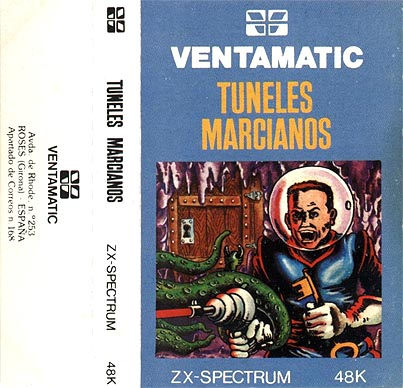 Avda. de Rhode. n.º253
ROSES (Girona) - ESPAÑA
Apartado de Correos n. 168
VENTAMATIC
TUNELES MARCIANOS
ZX-SPECTRUM
48K
VENTAMATIC
TUNELES
MARCIANOS
ZX-SPECTRUM 48K